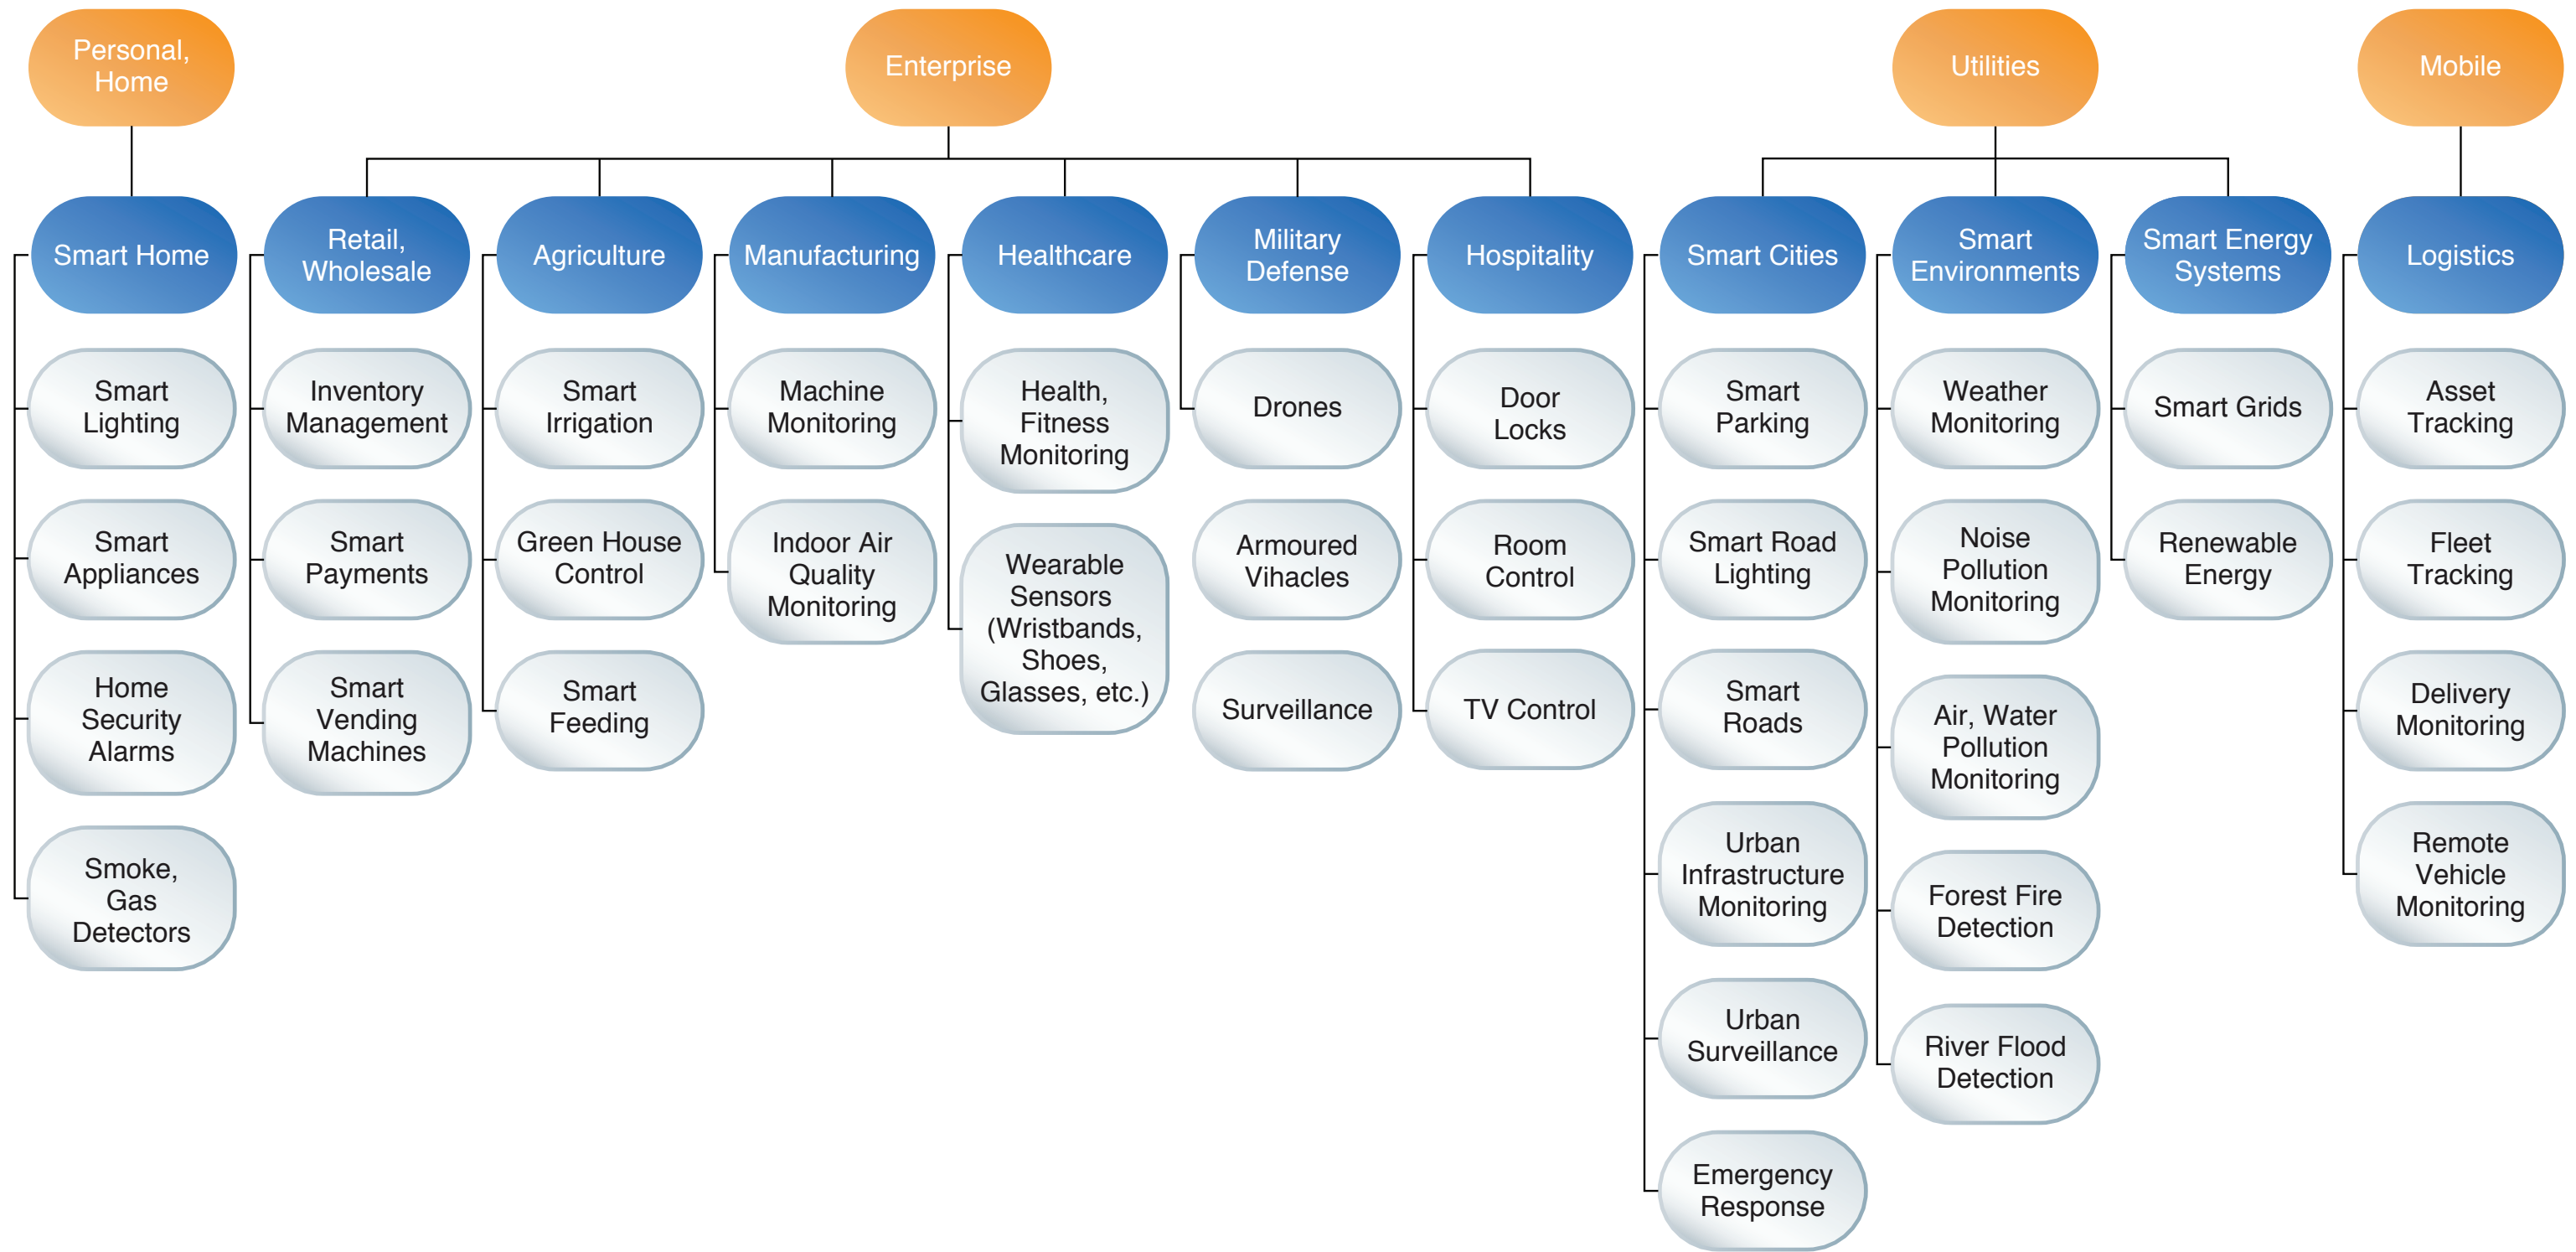 Personal,
Home
Enterprise
Utilities
Mobile
Smart Home
Retail,
Wholesale
Agriculture
Manufacturing
Healthcare
Military
Defense
Hospitality
Smart Cities
Smart
Environments
Smart Energy
Systems
Logistics
Smart
Lighting
Smart
Appliances
Home
Security
Alarms
Smoke,
Gas
Detectors
Inventory
Management
Smart
Payments
Smart
Vending
Machines
Smart
Irrigation
Green House
Control
Smart
Feeding
Machine
Monitoring
Indoor Air
Quality
Monitoring
Health,
Fitness
Monitoring
Wearable
Sensors
(Wristbands,
Shoes,
Glasses, etc.)
Drones
Armoured
Vihacles
Surveillance
Door
Locks
Room
Control
TV Control
Smart
Parking
Smart Road
Lighting
Smart
Roads
Urban
Infrastructure
Monitoring
Urban
Surveillance
Emergency
Response
Weather
Monitoring
Noise
Pollution
Monitoring
Air, Water
Pollution
Monitoring
Forest Fire
Detection
River Flood
Detection
Smart Grids
Renewable
Energy
Asset
Tracking
Fleet
Tracking
Delivery
Monitoring
Remote
Vehicle
Monitoring